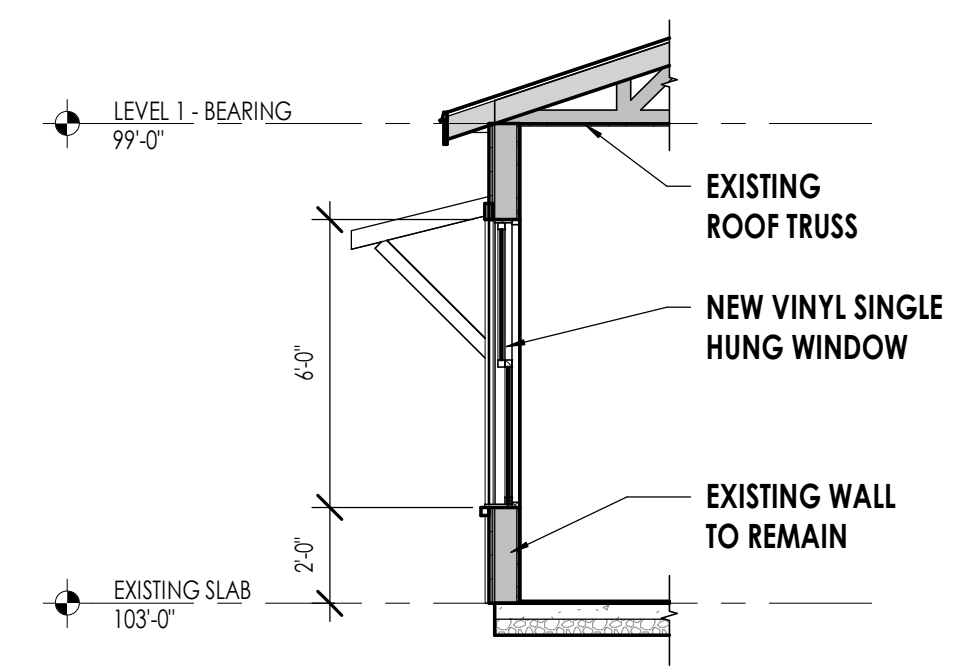 LEVEL 1 - BEARING
99'-0"
EXISTING
ROOF TRUSS
NEW VINYL SINGLE
HUNG WINDOW
6'-0"
EXISTING WALL
TO REMAIN
2'-0"
EXISTING SLAB
103'-0"